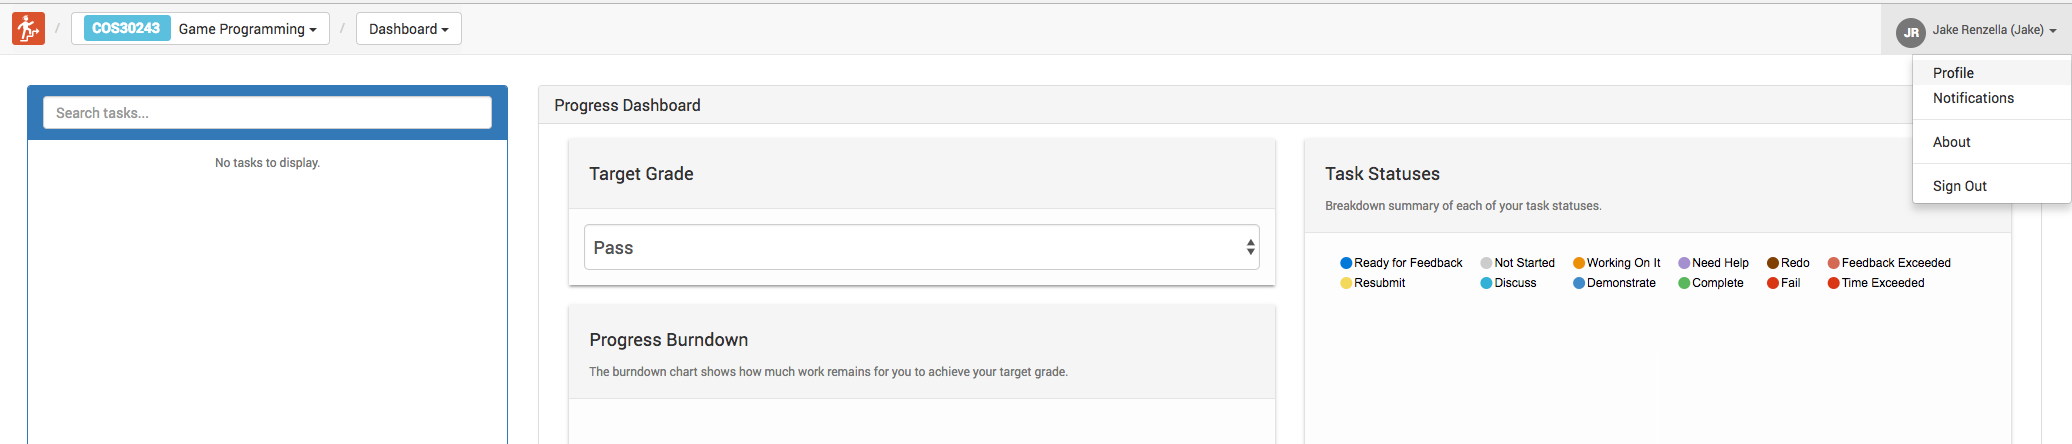 / COS30243 Game Programming / Dashboard JR Jake Renzella (Jake)
Profile
Notifications
About
Sign Out
Search tasks...
No tasks to display.
Progress Dashboard
Target Grade
Pass
Progress Burndown
The burndown chart shows how much work remains for you to achieve your target grade.
Task Statuses
Breakdown summary of each of your task statuses.
Ready for Feedback Not Started Working On It Need Help Redo Feedback Exceeded
Resubmit Discuss Demonstrate Complete Fail Time Exceeded